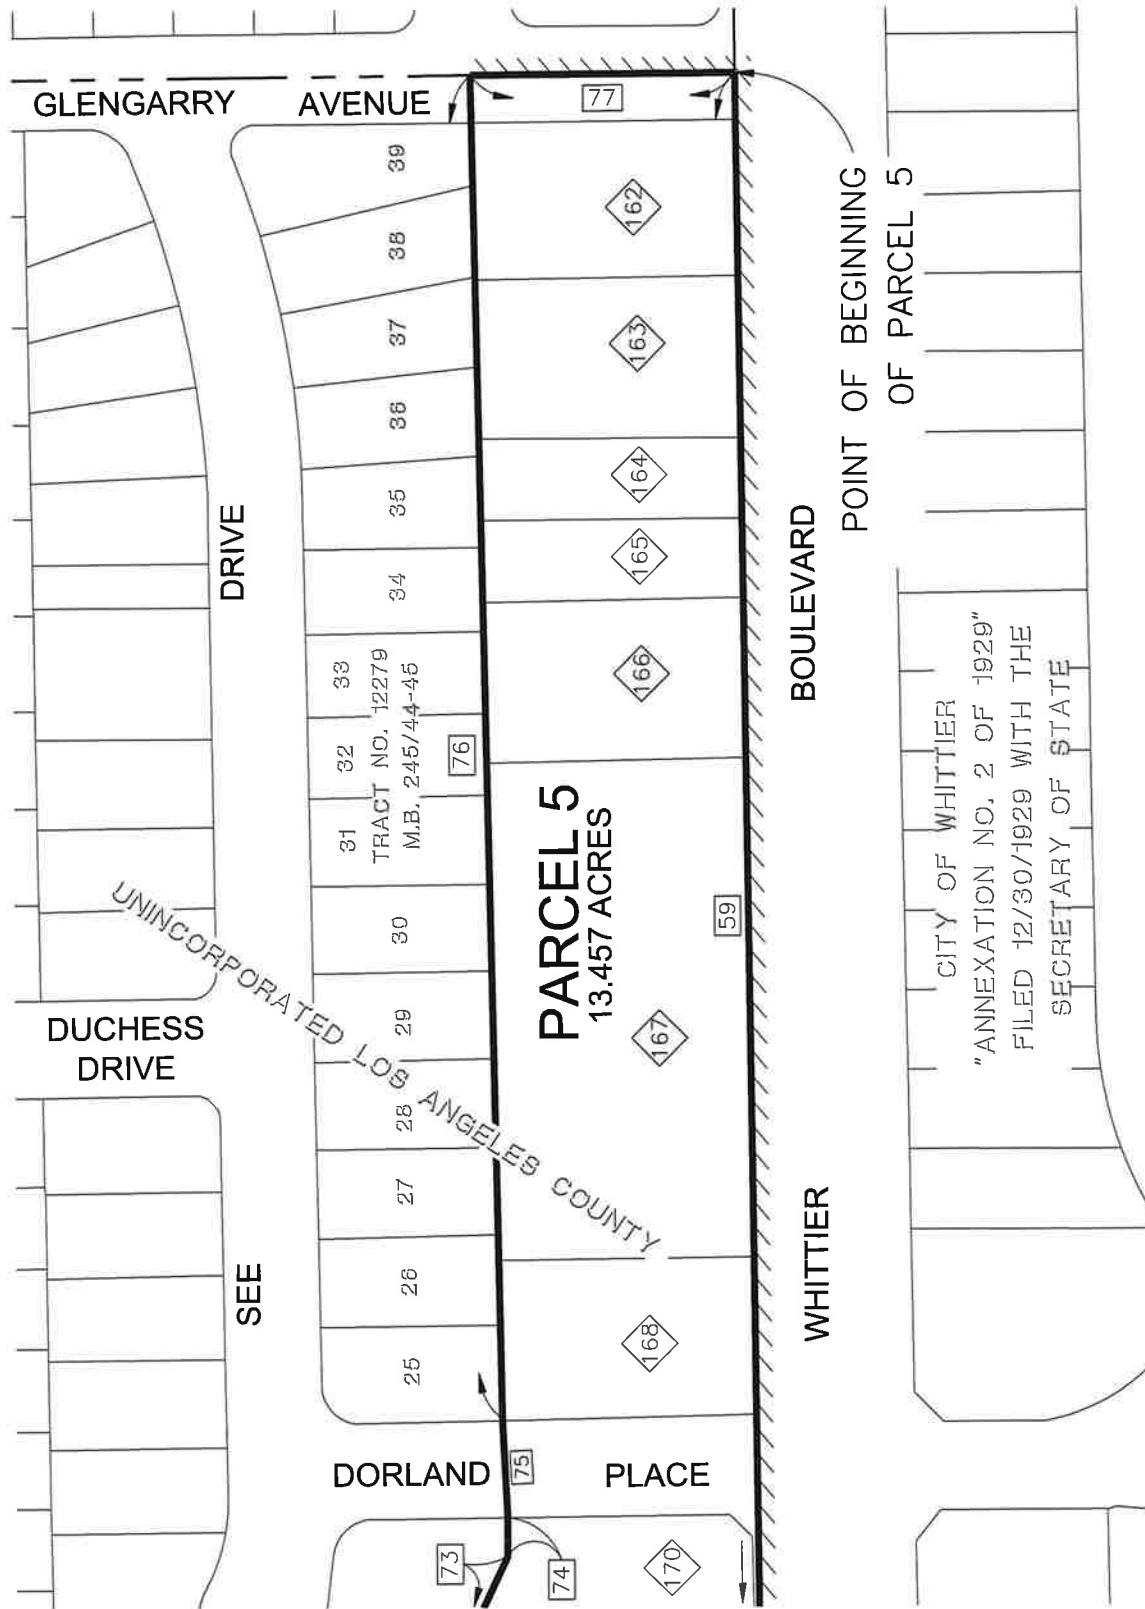 GLENGARRY AVENUE
77
39
38
37
36
35
34
33
32
31
30
29
28
27
26
25
162
163
164
165
166
167
168
170
POINT OF BEGINNING
OF PARCEL 5
SEE DRIVE
TRACT NO. 12279
M.B. 245/44-45
76
PARCEL 5
13.457 ACRES
59
WHITTIER BOULEVARD
CITY OF WHITTIER
"ANNEXATION NO. 2 OF 1929"
FILED 12/30/1929 WITH THE
SECRETARY OF STATE
UNINCORPORATED LOS ANGELES COUNTY
DUCHESS
DRIVE
DORLAND PLACE
75
73
74